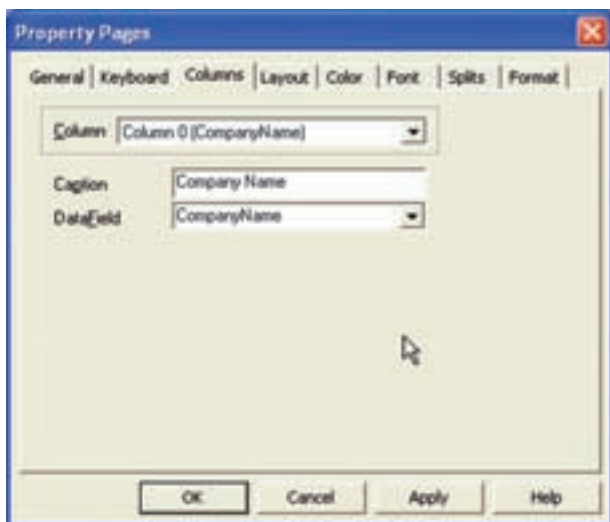 Property Pages
General Keyboard Columns Layout Color Font Splits Format
Column Column 0 (CompanyName)
Caption Company Name
DataField CompanyName
OK Cancel Apply Help